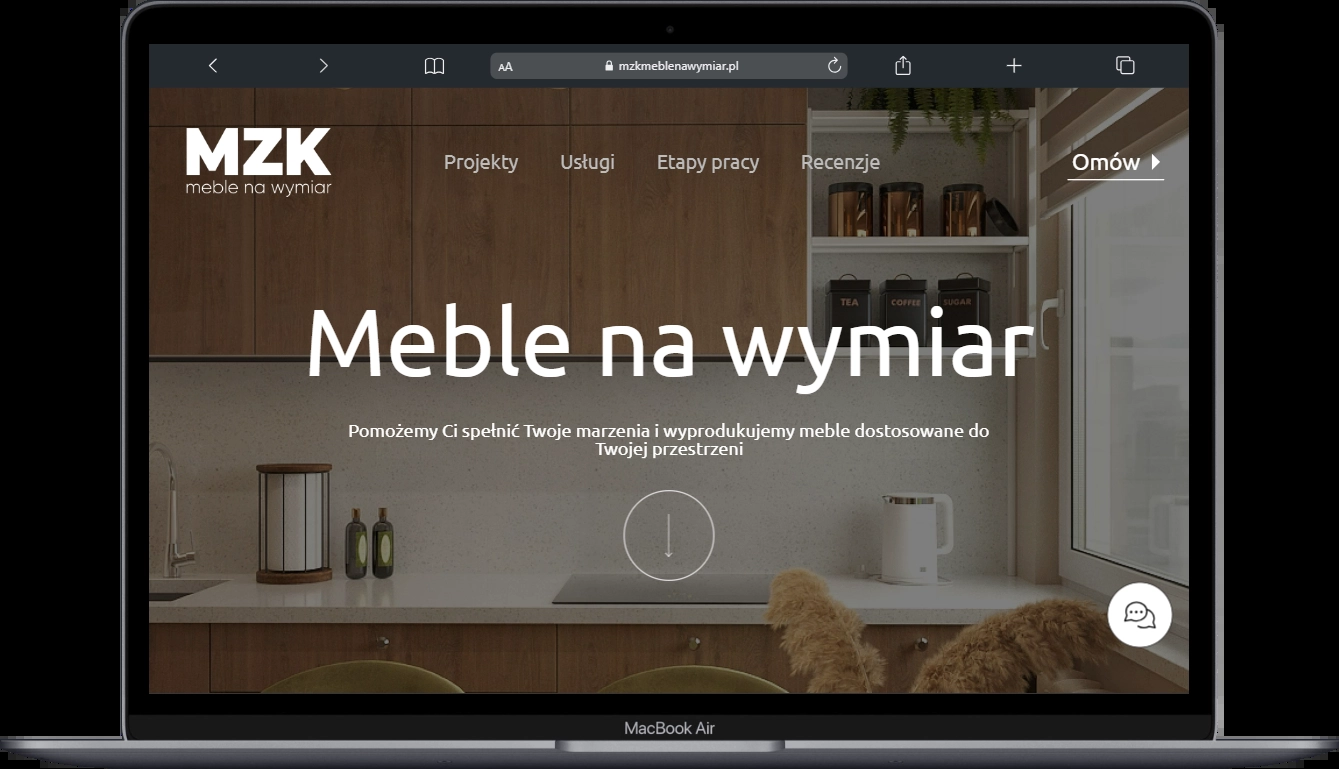 AA
mzkmeblenawymiar.pl
MZK
meble na wymiar
Projekty Usługi Etapy pracy Recenzje Omów
TEA COFFEE SUGAR
Meble na wymiar
Pomożemy Ci spełnić Twoje marzenia i wyprodukujemy meble dostosowane do
Twojej przestrzeni
MacBook Air